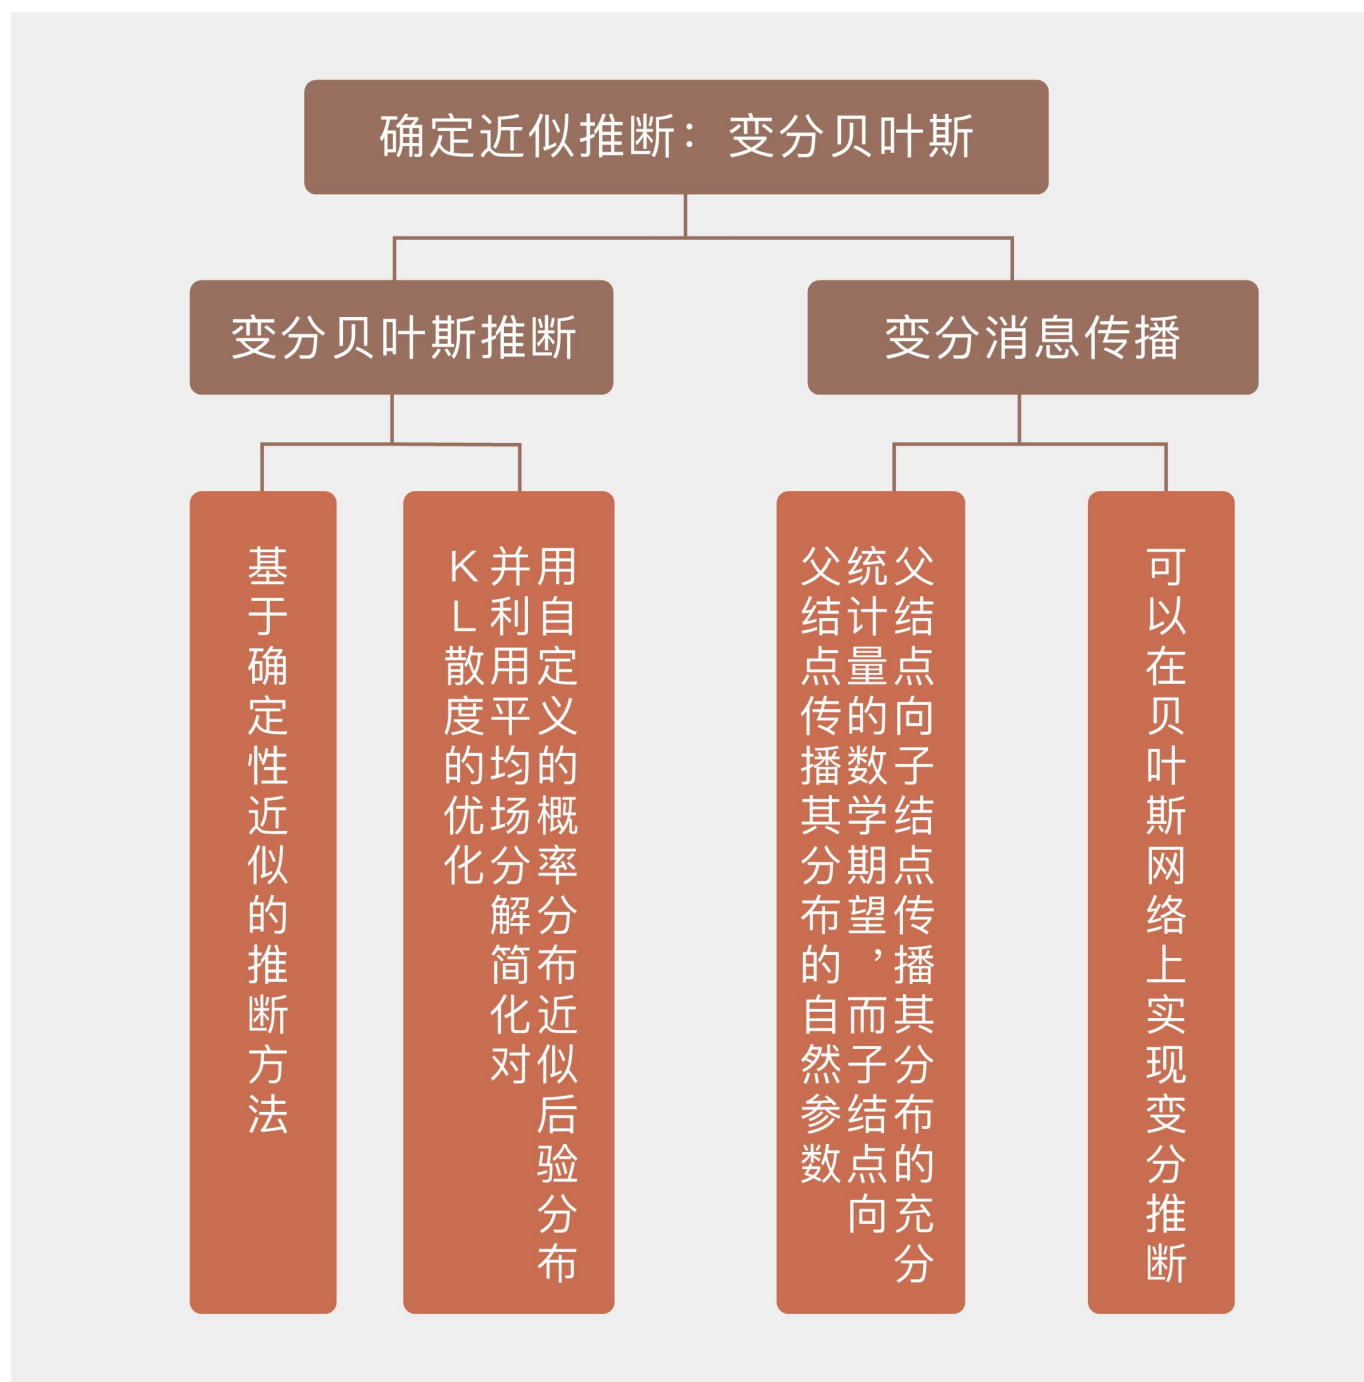 确定近似推断：变分贝叶斯
变分贝叶斯推断
变分消息传播
基于确定性近似的推断方法
用自定义的概率分布近似后验分布
并利用平均场分解简化对
KL散度的优化
父结点向子结点传播其分布的充分
统计量的数学期望，而子结点向
父结点传播其分布的自然参数
可以在贝叶斯网络上实现变分推断